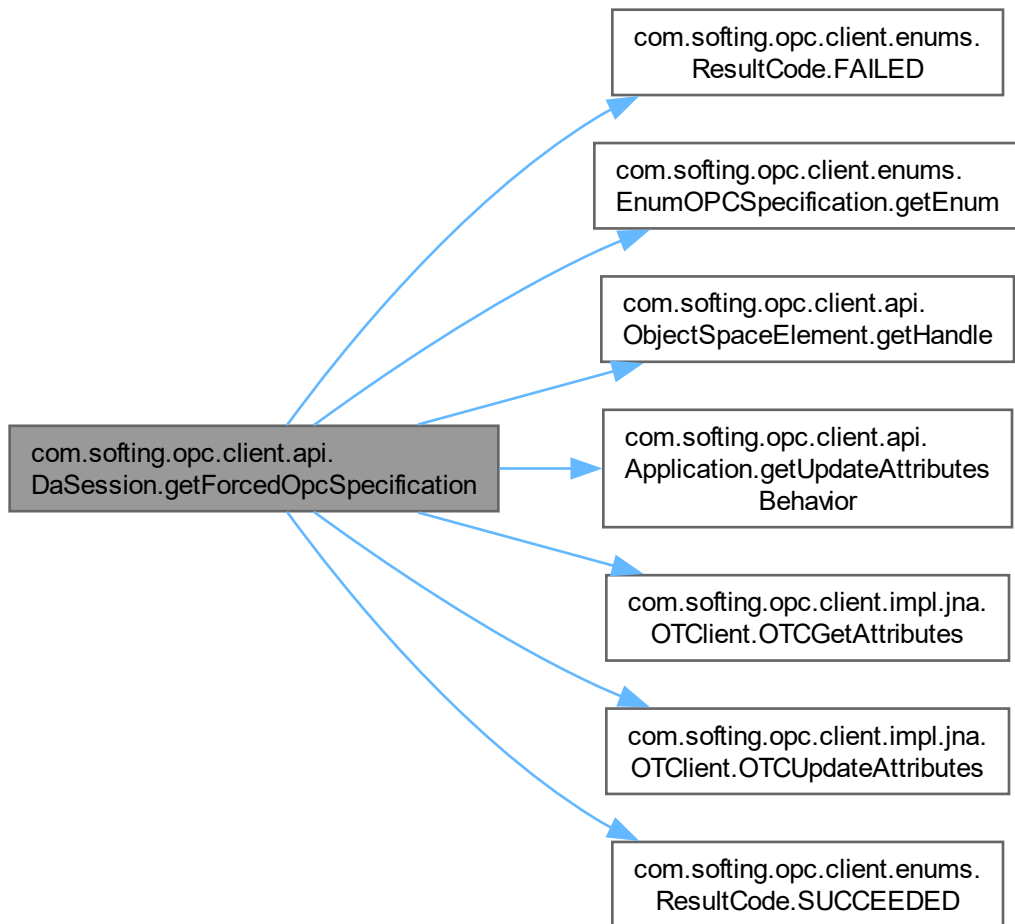 com.softing.opc.client.api.
DaSession.getForcedOpcSpecification
com.softing.opc.client.enums.
ResultCode.FAILED
com.softing.opc.client.enums.
EnumOPCSpecification.getEnum
com.softing.opc.client.api.
ObjectSpaceElement.getHandle
com.softing.opc.client.api.
Application.getUpdateAttributes
Behavior
com.softing.opc.client.impl.jna.
OTClient.OTCGetAttributes
com.softing.opc.client.impl.jna.
OTClient.OTCUpdateAttributes
com.softing.opc.client.enums.
ResultCode.SUCCEEDED